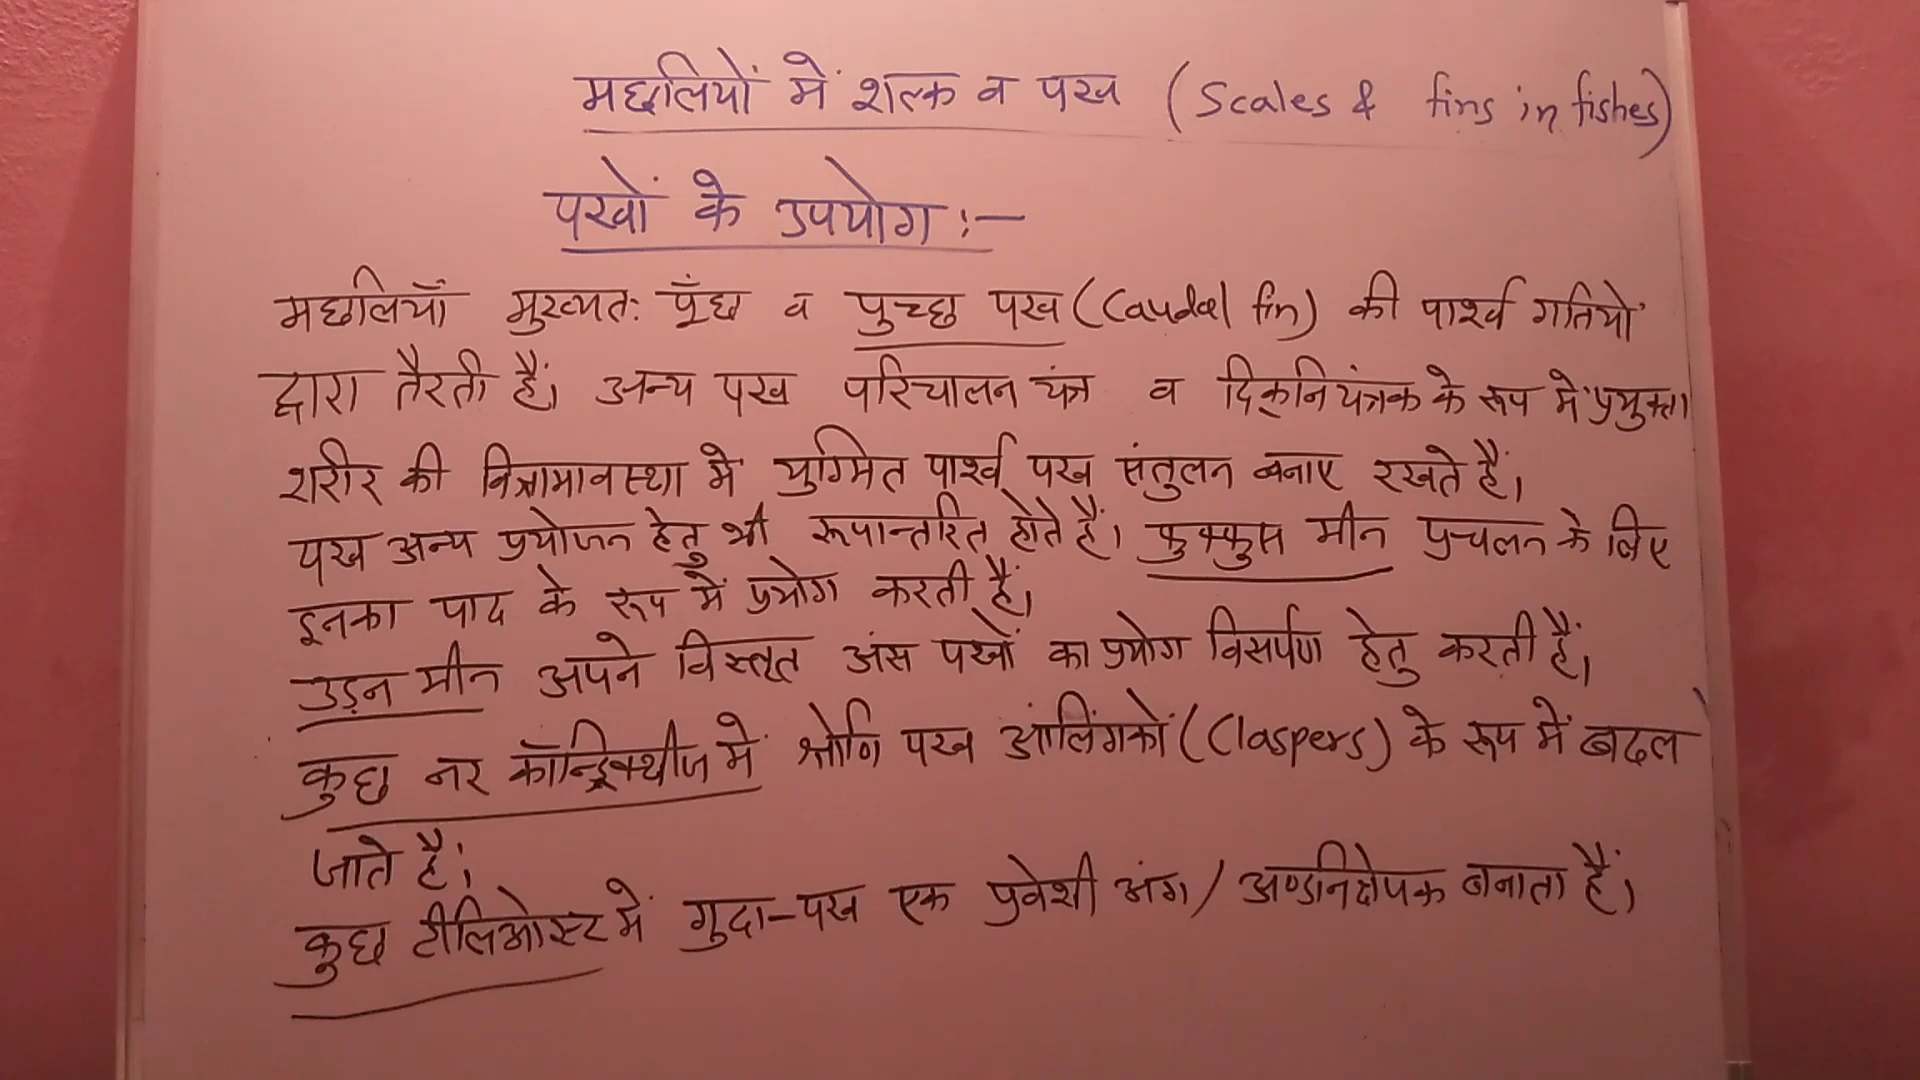 मछलियों में शल्क व पख (Scales & fins in fishes)
पखों के उपयोग :-
मछलियाँ मुख्यतः पूँछ व पुच्छ पख (Caudal fin) की पार्श्व गतियों
द्वारा तैरती हैं। अन्य पख परिचालन यंत्र व दिक्नियंत्रक के रूप में प्रयुक्त।
शरीर की विश्रामावस्था में युग्मित पार्श्व पख संतुलन बनाए रखते हैं।
पख अन्य प्रयोजन हेतु भी रूपान्तरित होते हैं। फुफ्फुस मीन प्रचलन के लिए
इनका पाद के रूप में प्रयोग करती हैं।
उड़न मीन अपने विस्तृत अंस पखों का प्रयोग विसर्पण हेतु करती हैं।
कुछ नर कॉन्ड्रिक्थीज में श्रोणि पख आलिंगकों (Claspers) के रूप में बदल
जाते हैं।
कुछ टीलिओस्ट में गुदा-पख एक प्रवेशी अंग / अण्डनिक्षेपक बनाता हैं।